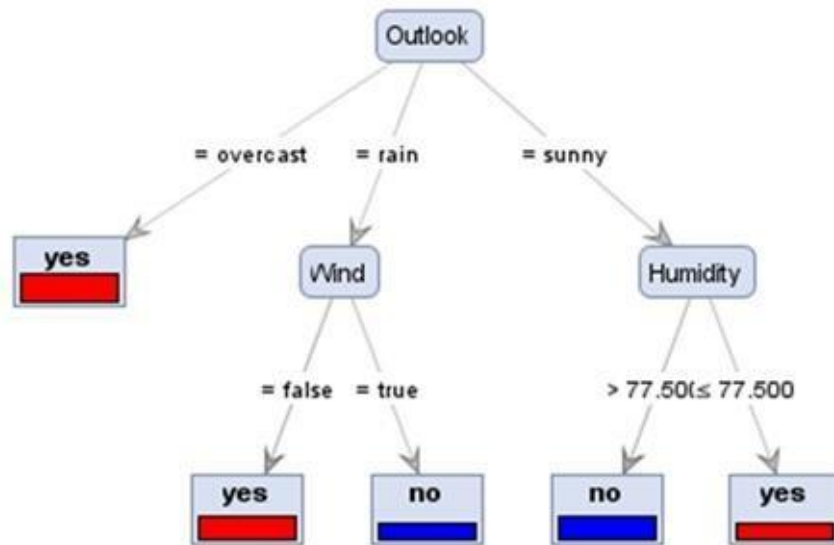 Outlook
= overcast = rain = sunny
yes Wind Humidity
= false = true > 77.50(≤ 77.500
yes no no yes